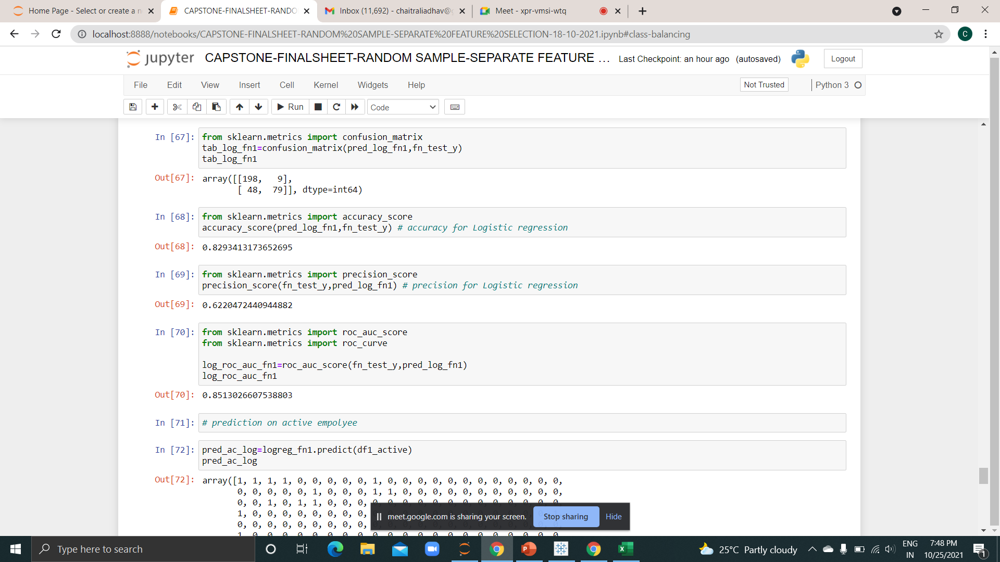 Home Page - Select or create a n
CAPSTONE-FINALSHEET-RANDO
Inbox (11,692) - chaitraliadhav@g
Meet - xpr-vmsi-wtq
localhost:8888/notebooks/CAPSTONE-FINALSHEET-RANDOM%20SAMPLE-SEPARATE%20FEATURE%20SELECTION-18-10-2021.ipynb#class-balancing
C
jupyter CAPSTONE-FINALSHEET-RANDOM SAMPLE-SEPARATE FEATURE ... Last Checkpoint: an hour ago (autosaved) Logout
File Edit View Insert Cell Kernel Widgets Help Not Trusted Python 3
Run Code
In [67]: from sklearn.metrics import confusion_matrix
tab_log_fn1=confusion_matrix(pred_log_fn1,fn_test_y)
tab_log_fn1
Out[67]: array([[198, 9],
[ 48, 79]], dtype=int64)
In [68]: from sklearn.metrics import accuracy_score
accuracy_score(pred_log_fn1,fn_test_y) # accuracy for Logistic regression
Out[68]: 0.8293413173652695
In [69]: from sklearn.metrics import precision_score
precision_score(fn_test_y,pred_log_fn1) # precision for Logistic regression
Out[69]: 0.6220472440944882
In [70]: from sklearn.metrics import roc_auc_score
from sklearn.metrics import roc_curve
log_roc_auc_fn1=roc_auc_score(fn_test_y,pred_log_fn1)
log_roc_auc_fn1
Out[70]: 0.8513026607538803
In [71]: # prediction on active empolyee
In [72]: pred_ac_log=logreg_fn1.predict(df1_active)
pred_ac_log
Out[72]: array([1, 1, 1, 1, 0, 0, 0, 0, 0, 1, 0, 0, 0, 0, 0, 0, 0, 0, 0, 0, 0, 0,
0, 0, 0, 0, 0, 1, 0, 0, 0, 1, 1, 0, 0, 0, 0, 0, 0, 0, 0, 0, 0, 0,
0, 0, 1, 0, 1, 1, 0, 0, 0,
1, 0, 0, 0, 0, 0, 0, 0, 0,
0, 0, 0, 0, 0, 0, 0, 0, 0,
meet.google.com is sharing your screen. Stop sharing Hide
Type here to search
25°C Partly cloudy
ENG
IN
7:48 PM
10/25/2021
1